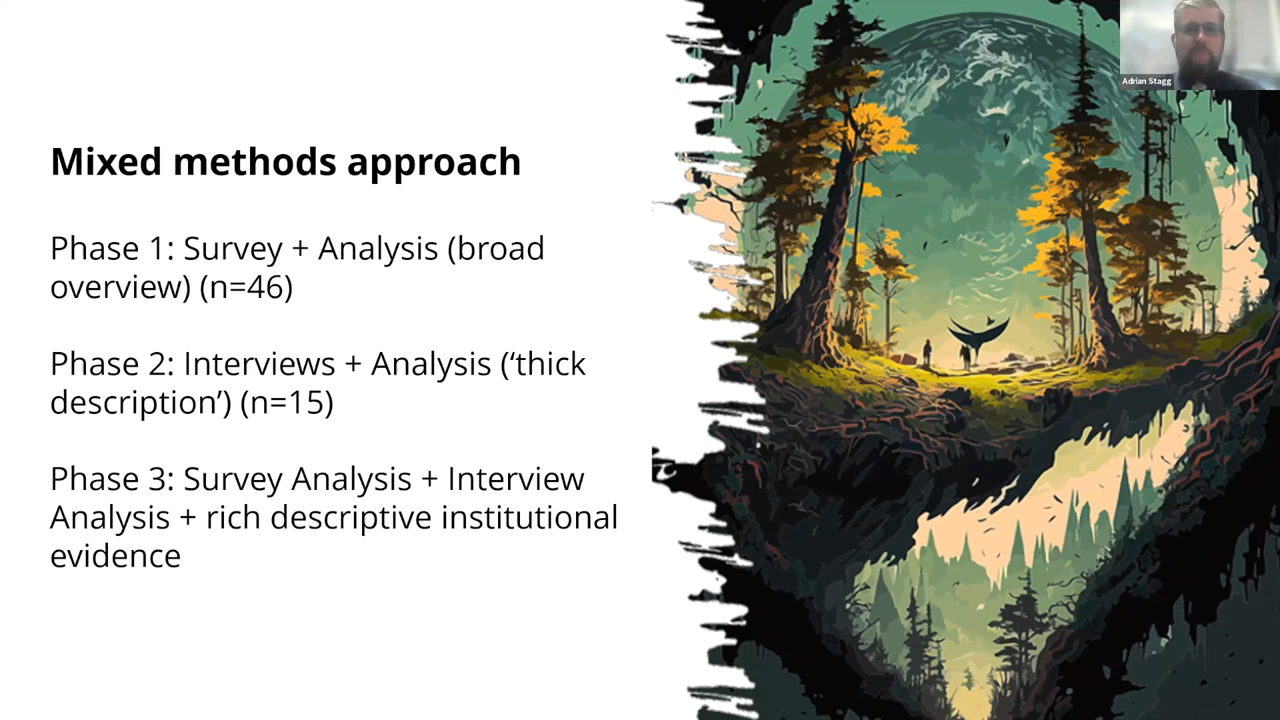 Adrian Stagg
Mixed methods approach
Phase 1: Survey + Analysis (broad
overview) (n=46)
Phase 2: Interviews + Analysis (‘thick
description’) (n=15)
Phase 3: Survey Analysis + Interview
Analysis + rich descriptive institutional
evidence